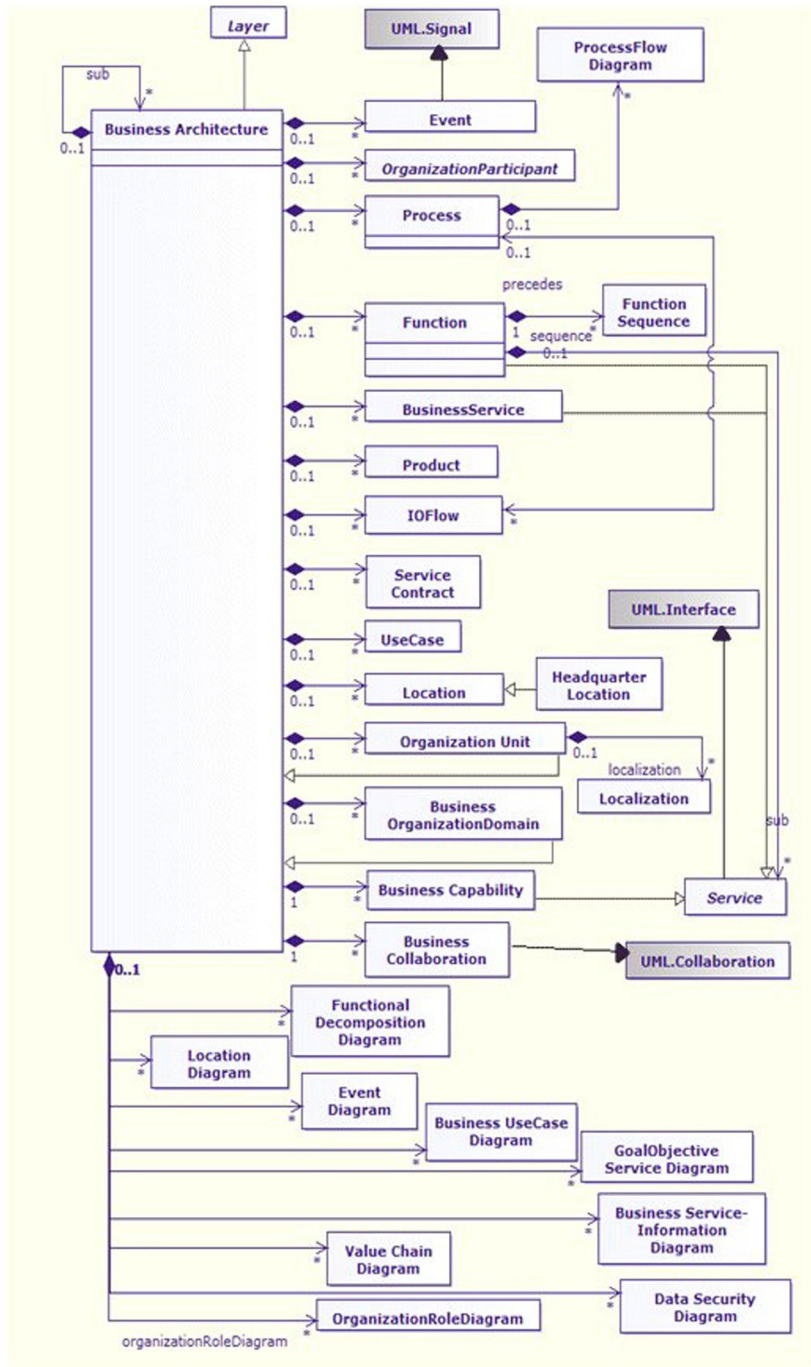 Layer
UML.Signal
ProcessFlow
Diagram
sub
*
*
Business Architecture
0..1
0..1
*
Event
0..1
*
OrganizationParticipant
0..1
*
Process
0..1
0..1
precedes
0..1
*
Function
1
*
Function
Sequence
sequence
0..1
0..1
*
BusinessService
0..1
*
Product
0..1
*
IOFlow
*
0..1
*
Service
Contract
UML.Interface
0..1
*
UseCase
0..1
*
Location
Headquarter
Location
0..1
*
Organization Unit
0..1
localization
*
Localization
0..1
*
Business
OrganizationDomain
sub
*
1
*
Business Capability
Service
1
*
Business
Collaboration
UML.Collaboration
0..1
*
Functional
Decomposition
Diagram
*
Location
Diagram
*
Event
Diagram
*
Business UseCase
Diagram
*
GoalObjective
Service Diagram
*
Business Service-
Information
Diagram
*
Value Chain
Diagram
*
Data Security
Diagram
organizationRoleDiagram
*
OrganizationRoleDiagram